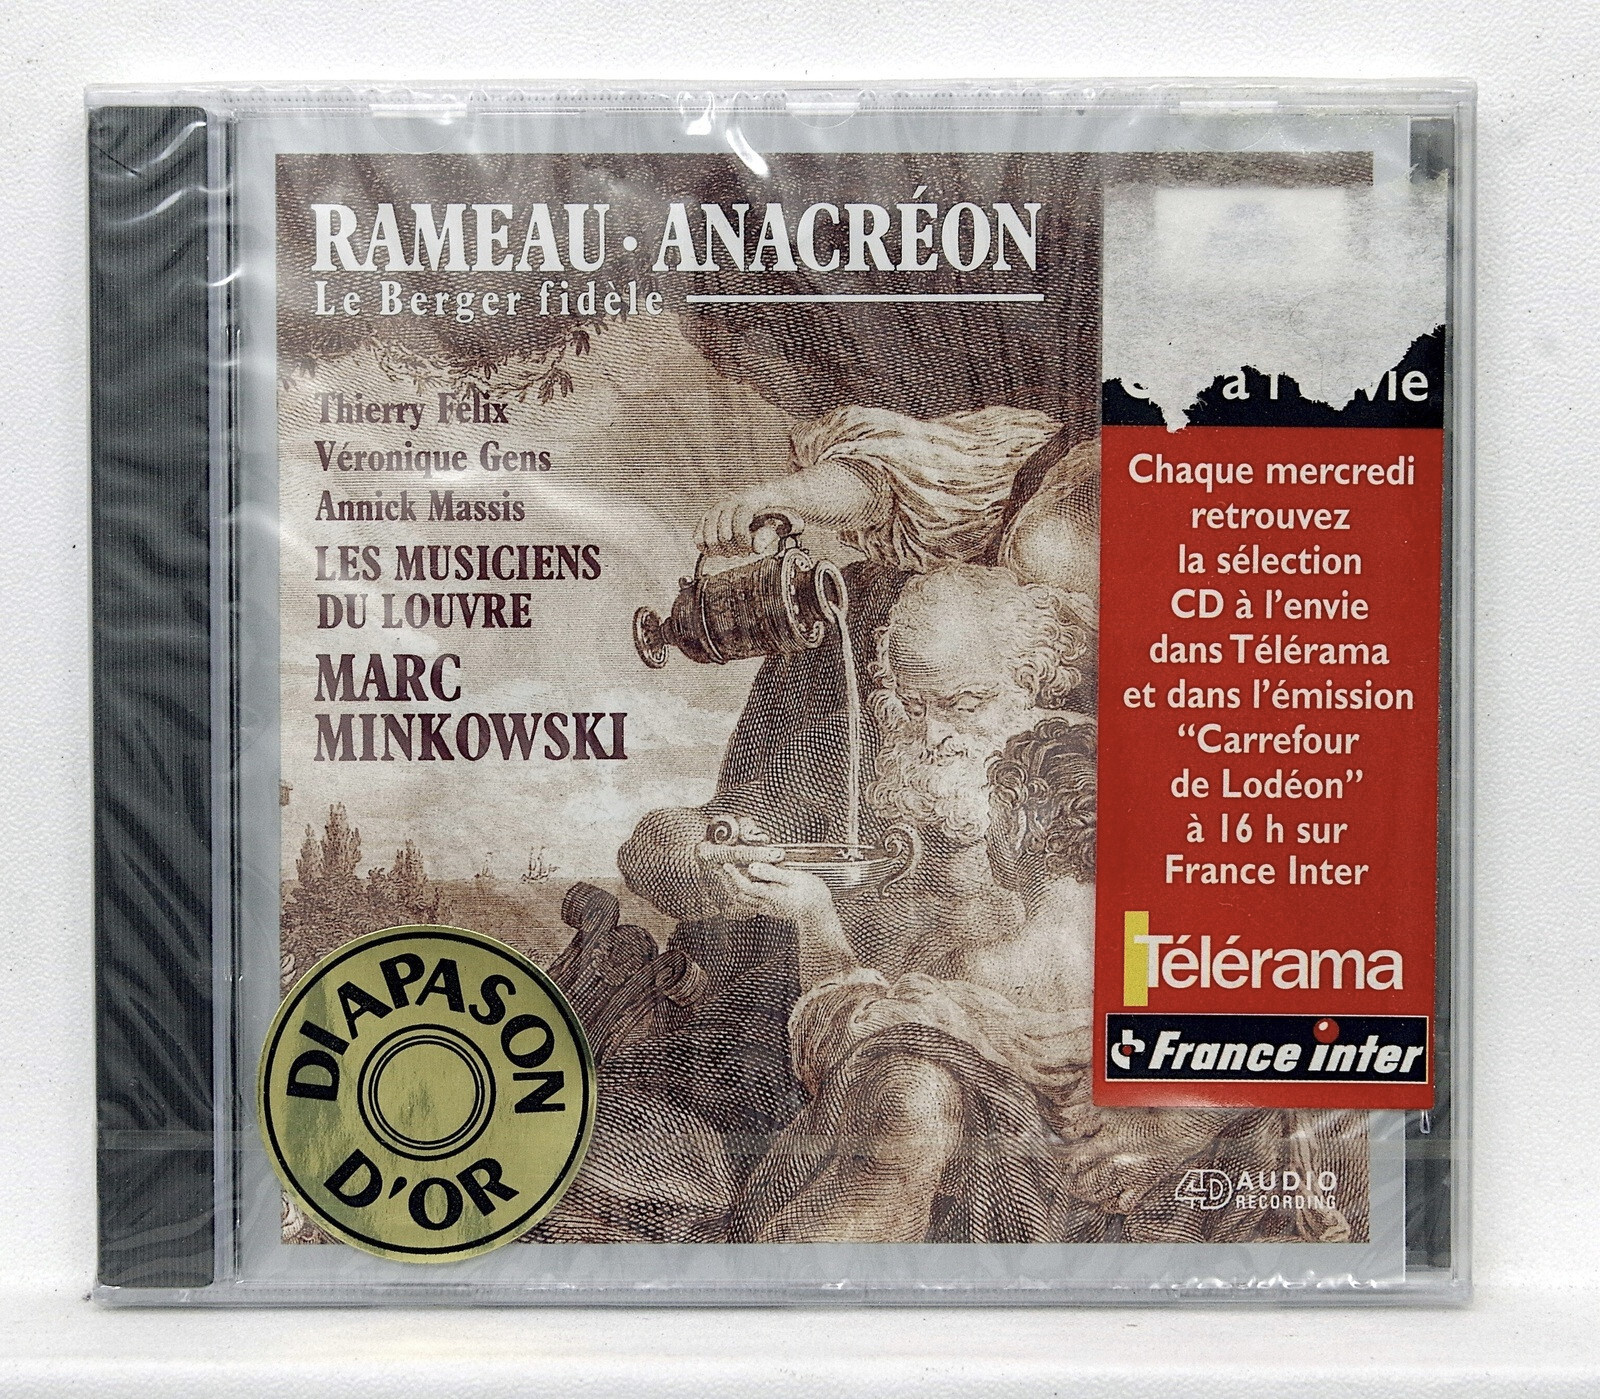 RAMEAU · ANACRÉON
Le Berger fidèle
Thierry Félix
Véronique Gens
Annick Massis
LES MUSICIENS
DU LOUVRE
MARC
MINKOWSKI
DIAPASON
D'OR
à l'envie
Chaque mercredi
retrouvez
la sélection
CD à l'envie
dans Télérama
et dans l'émission
“Carrefour
de Lodéon”
à 16 h sur
France Inter
Télérama
France inter
4D AUDIO
RECORDING